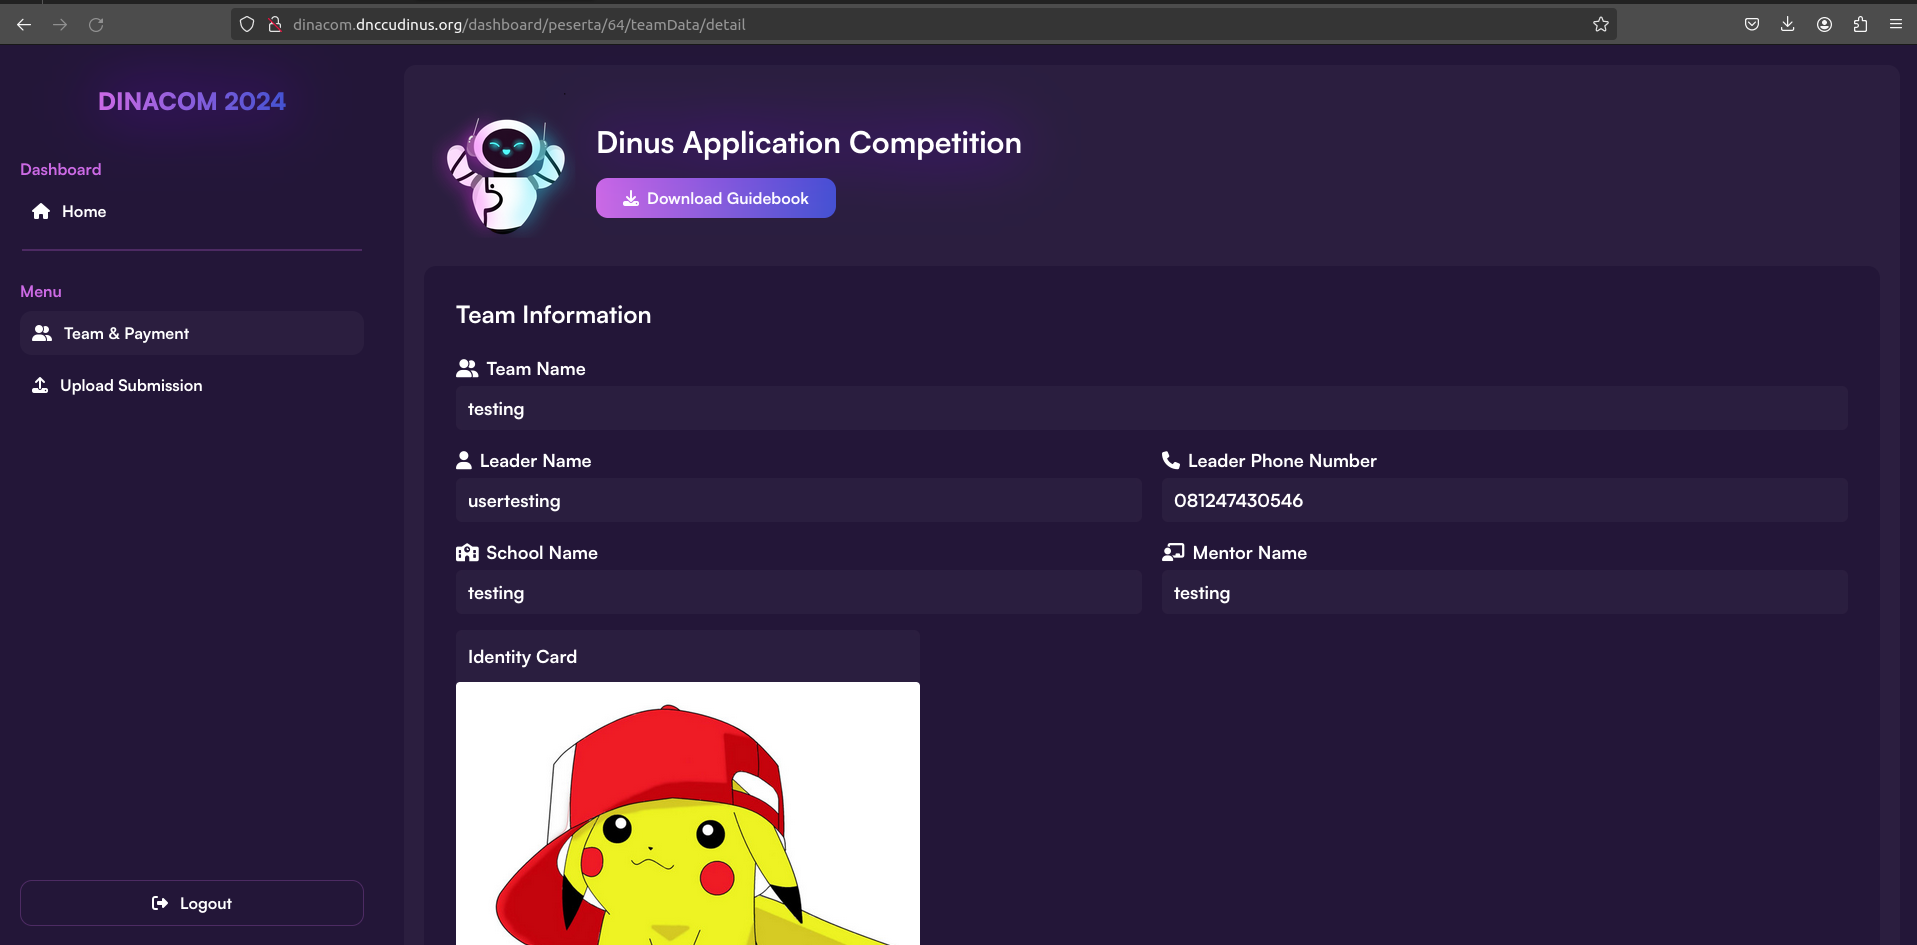 dinacom.dnccudinus.org/dashboard/peserta/64/teamData/detail
DINACOM 2024
Dashboard
Home
Menu
Team & Payment
Upload Submission
Logout
Dinus Application Competition
Download Guidebook
Team Information
Team Name
testing
Leader Name
usertesting
Leader Phone Number
081247430546
School Name
testing
Mentor Name
testing
Identity Card